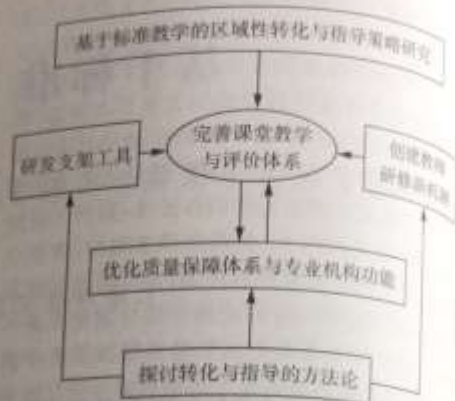 基于标准教学的区域性转化与指导策略研究
完善课堂教学
与评价体系
研发支架工具
创建教师
研修新机制
优化质量保障体系与专业机构功能
探讨转化与指导的方法论